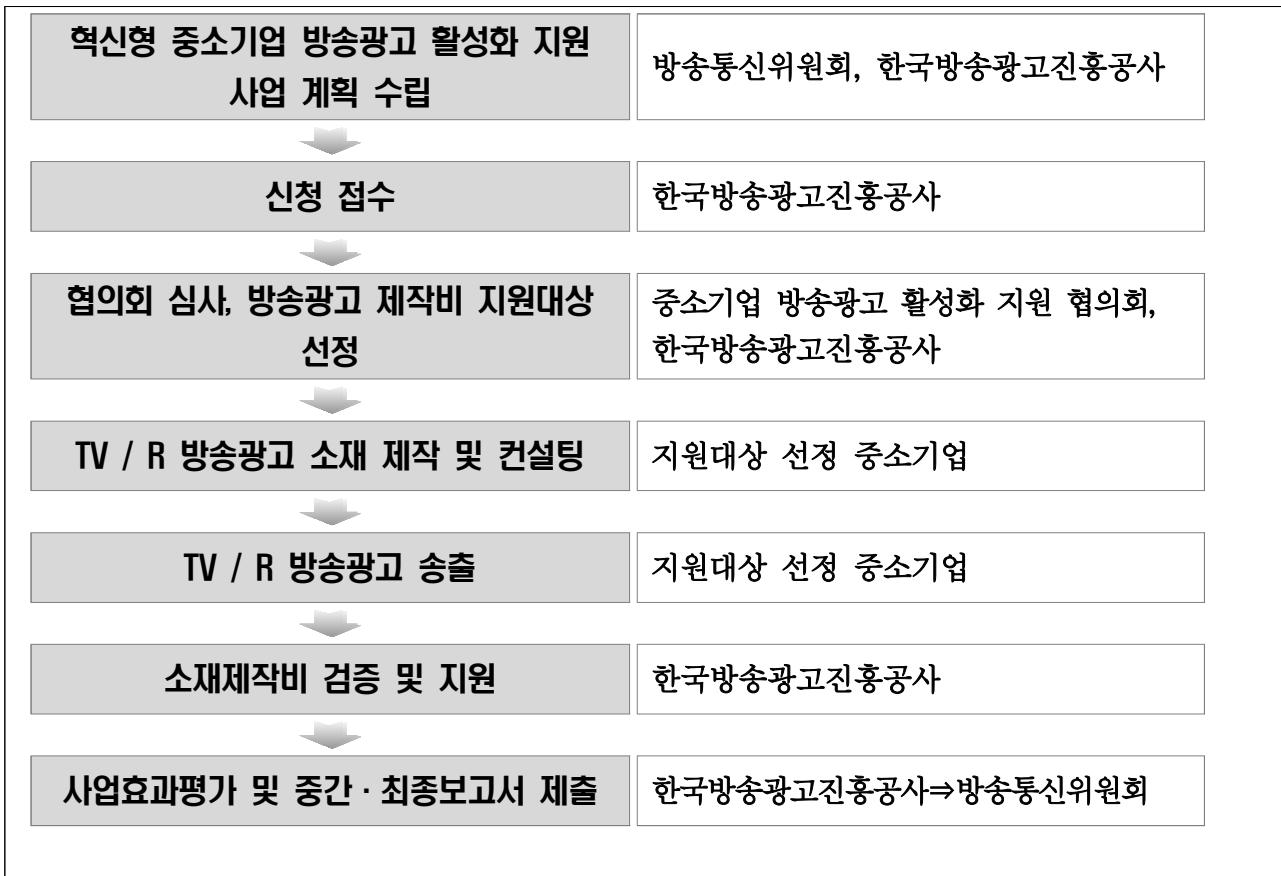 혁신형 중소기업 방송광고 활성화 지원
사업 계획 수립
방송통신위원회, 한국방송광고진흥공사
신청 접수
한국방송광고진흥공사
협의회 심사, 방송광고 제작비 지원대상
선정
중소기업 방송광고 활성화 지원 협의회,
한국방송광고진흥공사
TV / R 방송광고 소재 제작 및 컨설팅
지원대상 선정 중소기업
TV / R 방송광고 송출
지원대상 선정 중소기업
소재제작비 검증 및 지원
한국방송광고진흥공사
사업효과평가 및 중간·최종보고서 제출
한국방송광고진흥공사⇒방송통신위원회